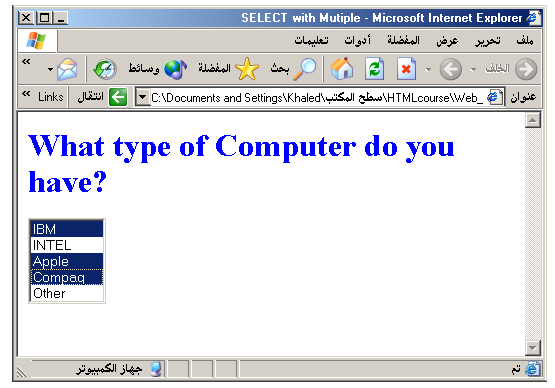 SELECT with Mutiple - Microsoft Internet Explorer
ملف تحرير عرض المفضلة أدوات تعليمات
الخلف بحث المفضلة وسائط
عنوان C:\Documents and Settings\Khaled\سطح المكتب\HTMLcourse\Web_ انتقال Links
What type of Computer do you
have?
IBM
INTEL
Apple
Compaq
Other
تم جهاز الكمبيوتر